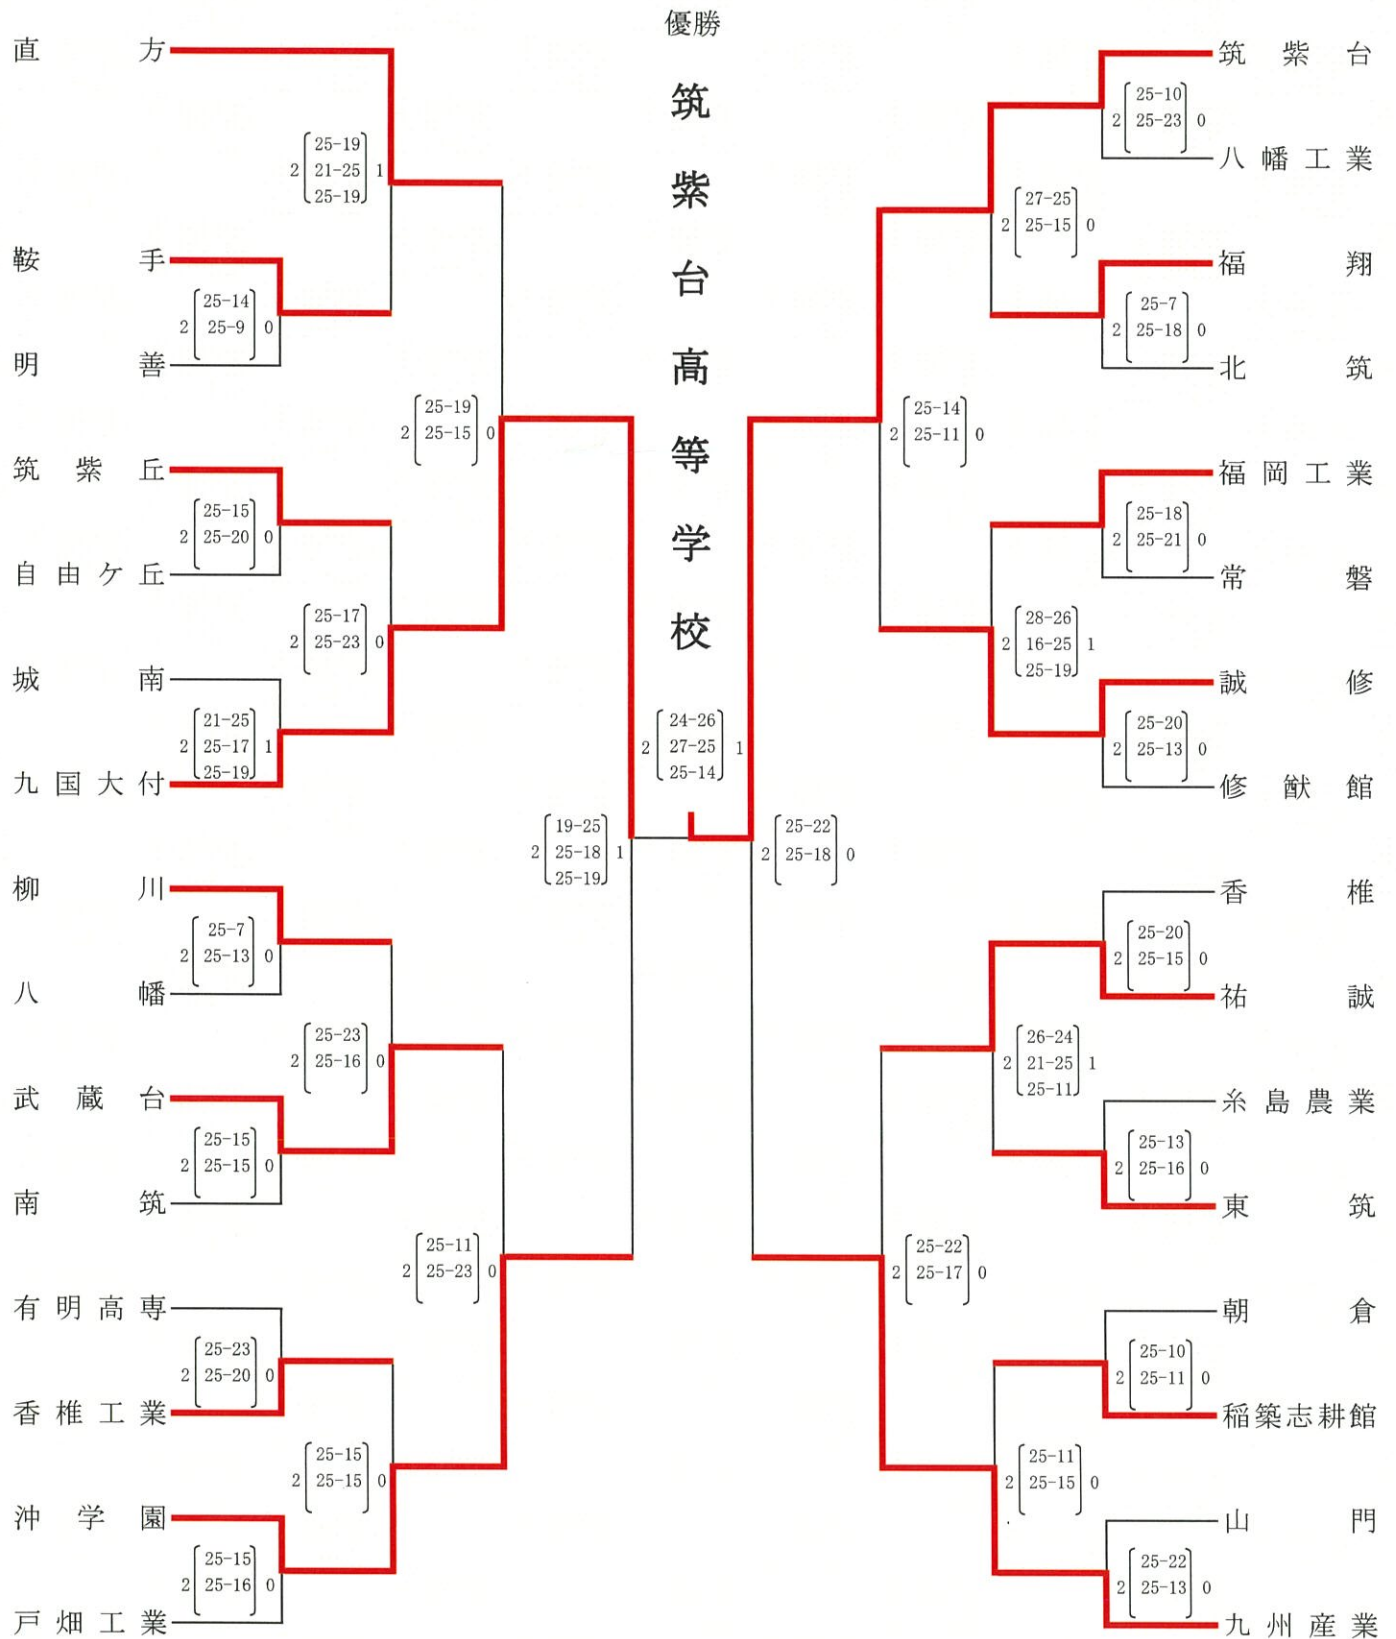 優勝
筑紫台高等学校
直方
2 25-19 21-25 25-19 1
鞍手
2 25-14 25-9 0
明善
2 25-19 25-15 0
筑紫丘
2 25-15 25-20 0
自由ケ丘
2 25-17 25-23 0
城南
2 21-25 25-17 25-19 1
九国大付
2 19-25 25-18 25-19 1
柳川
2 25-7 25-13 0
八幡
2 25-23 25-16 0
武蔵台
2 25-15 25-15 0
南筑
2 25-11 25-23 0
有明高専
2 25-23 25-20 0
香椎工業
2 25-15 25-15 0
沖学園
2 25-15 25-16 0
戸畑工業
2 24-26 27-25 25-14 1
筑紫台
2 25-10 25-23 0
八幡工業
2 27-25 25-15 0
福翔
2 25-7 25-18 0
北筑
2 25-14 25-11 0
福岡工業
2 25-18 25-21 0
常磐
2 28-26 16-25 25-19 1
誠修
2 25-20 25-13 0
修猷館
2 25-22 25-18 0
香椎
2 25-20 25-15 0
祐誠
2 26-24 21-25 25-11 1
糸島農業
2 25-13 25-16 0
東筑
2 25-22 25-17 0
朝倉
2 25-10 25-11 0
稲築志耕館
2 25-11 25-15 0
山門
2 25-22 25-13 0
九州産業